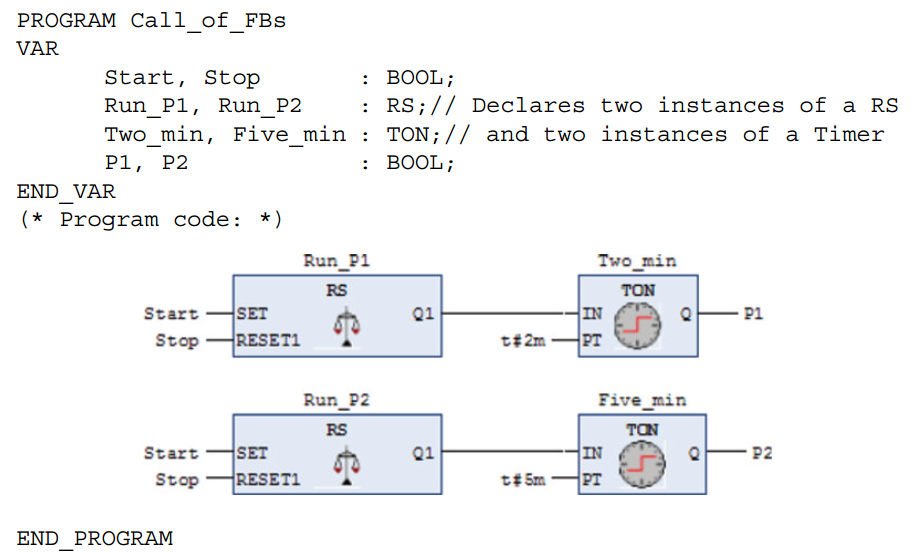 PROGRAM Call_of_FBs
VAR
Start, Stop : BOOL;
Run_P1, Run_P2 : RS;// Declares two instances of a RS
Two_min, Five_min : TON;// and two instances of a Timer
P1, P2 : BOOL;
END_VAR
(* Program code: *)
Run_P1 Two_min
RS TON
Start SET Q1 IN Q P1
Stop RESET1 t#2m PT
Run_P2 Five_min
RS TON
Start SET Q1 IN Q P2
Stop RESET1 t#5m PT
END_PROGRAM